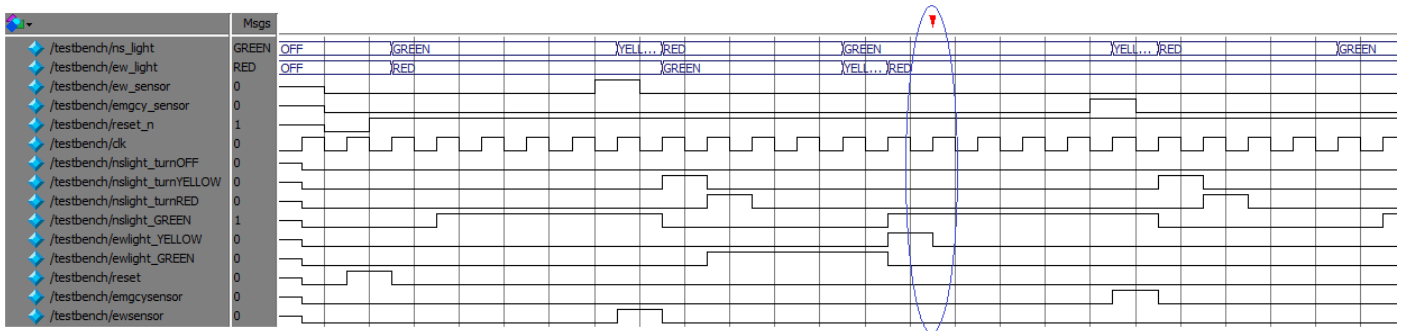 Msgs
/testbench/ns_light GREEN OFF GREEN YELL... RED GREEN YELL... RED GREEN
/testbench/ew_light RED OFF RED GREEN YELL... RED
/testbench/ew_sensor 0
/testbench/emgcy_sensor 0
/testbench/reset_n 1
/testbench/clk 0
/testbench/nslight_turnOFF 0
/testbench/nslight_turnYELLOW 0
/testbench/nslight_turnRED 0
/testbench/nslight_GREEN 1
/testbench/ewlight_YELLOW 0
/testbench/ewlight_GREEN 0
/testbench/reset 0
/testbench/emgcysensor 0
/testbench/ewsensor 0